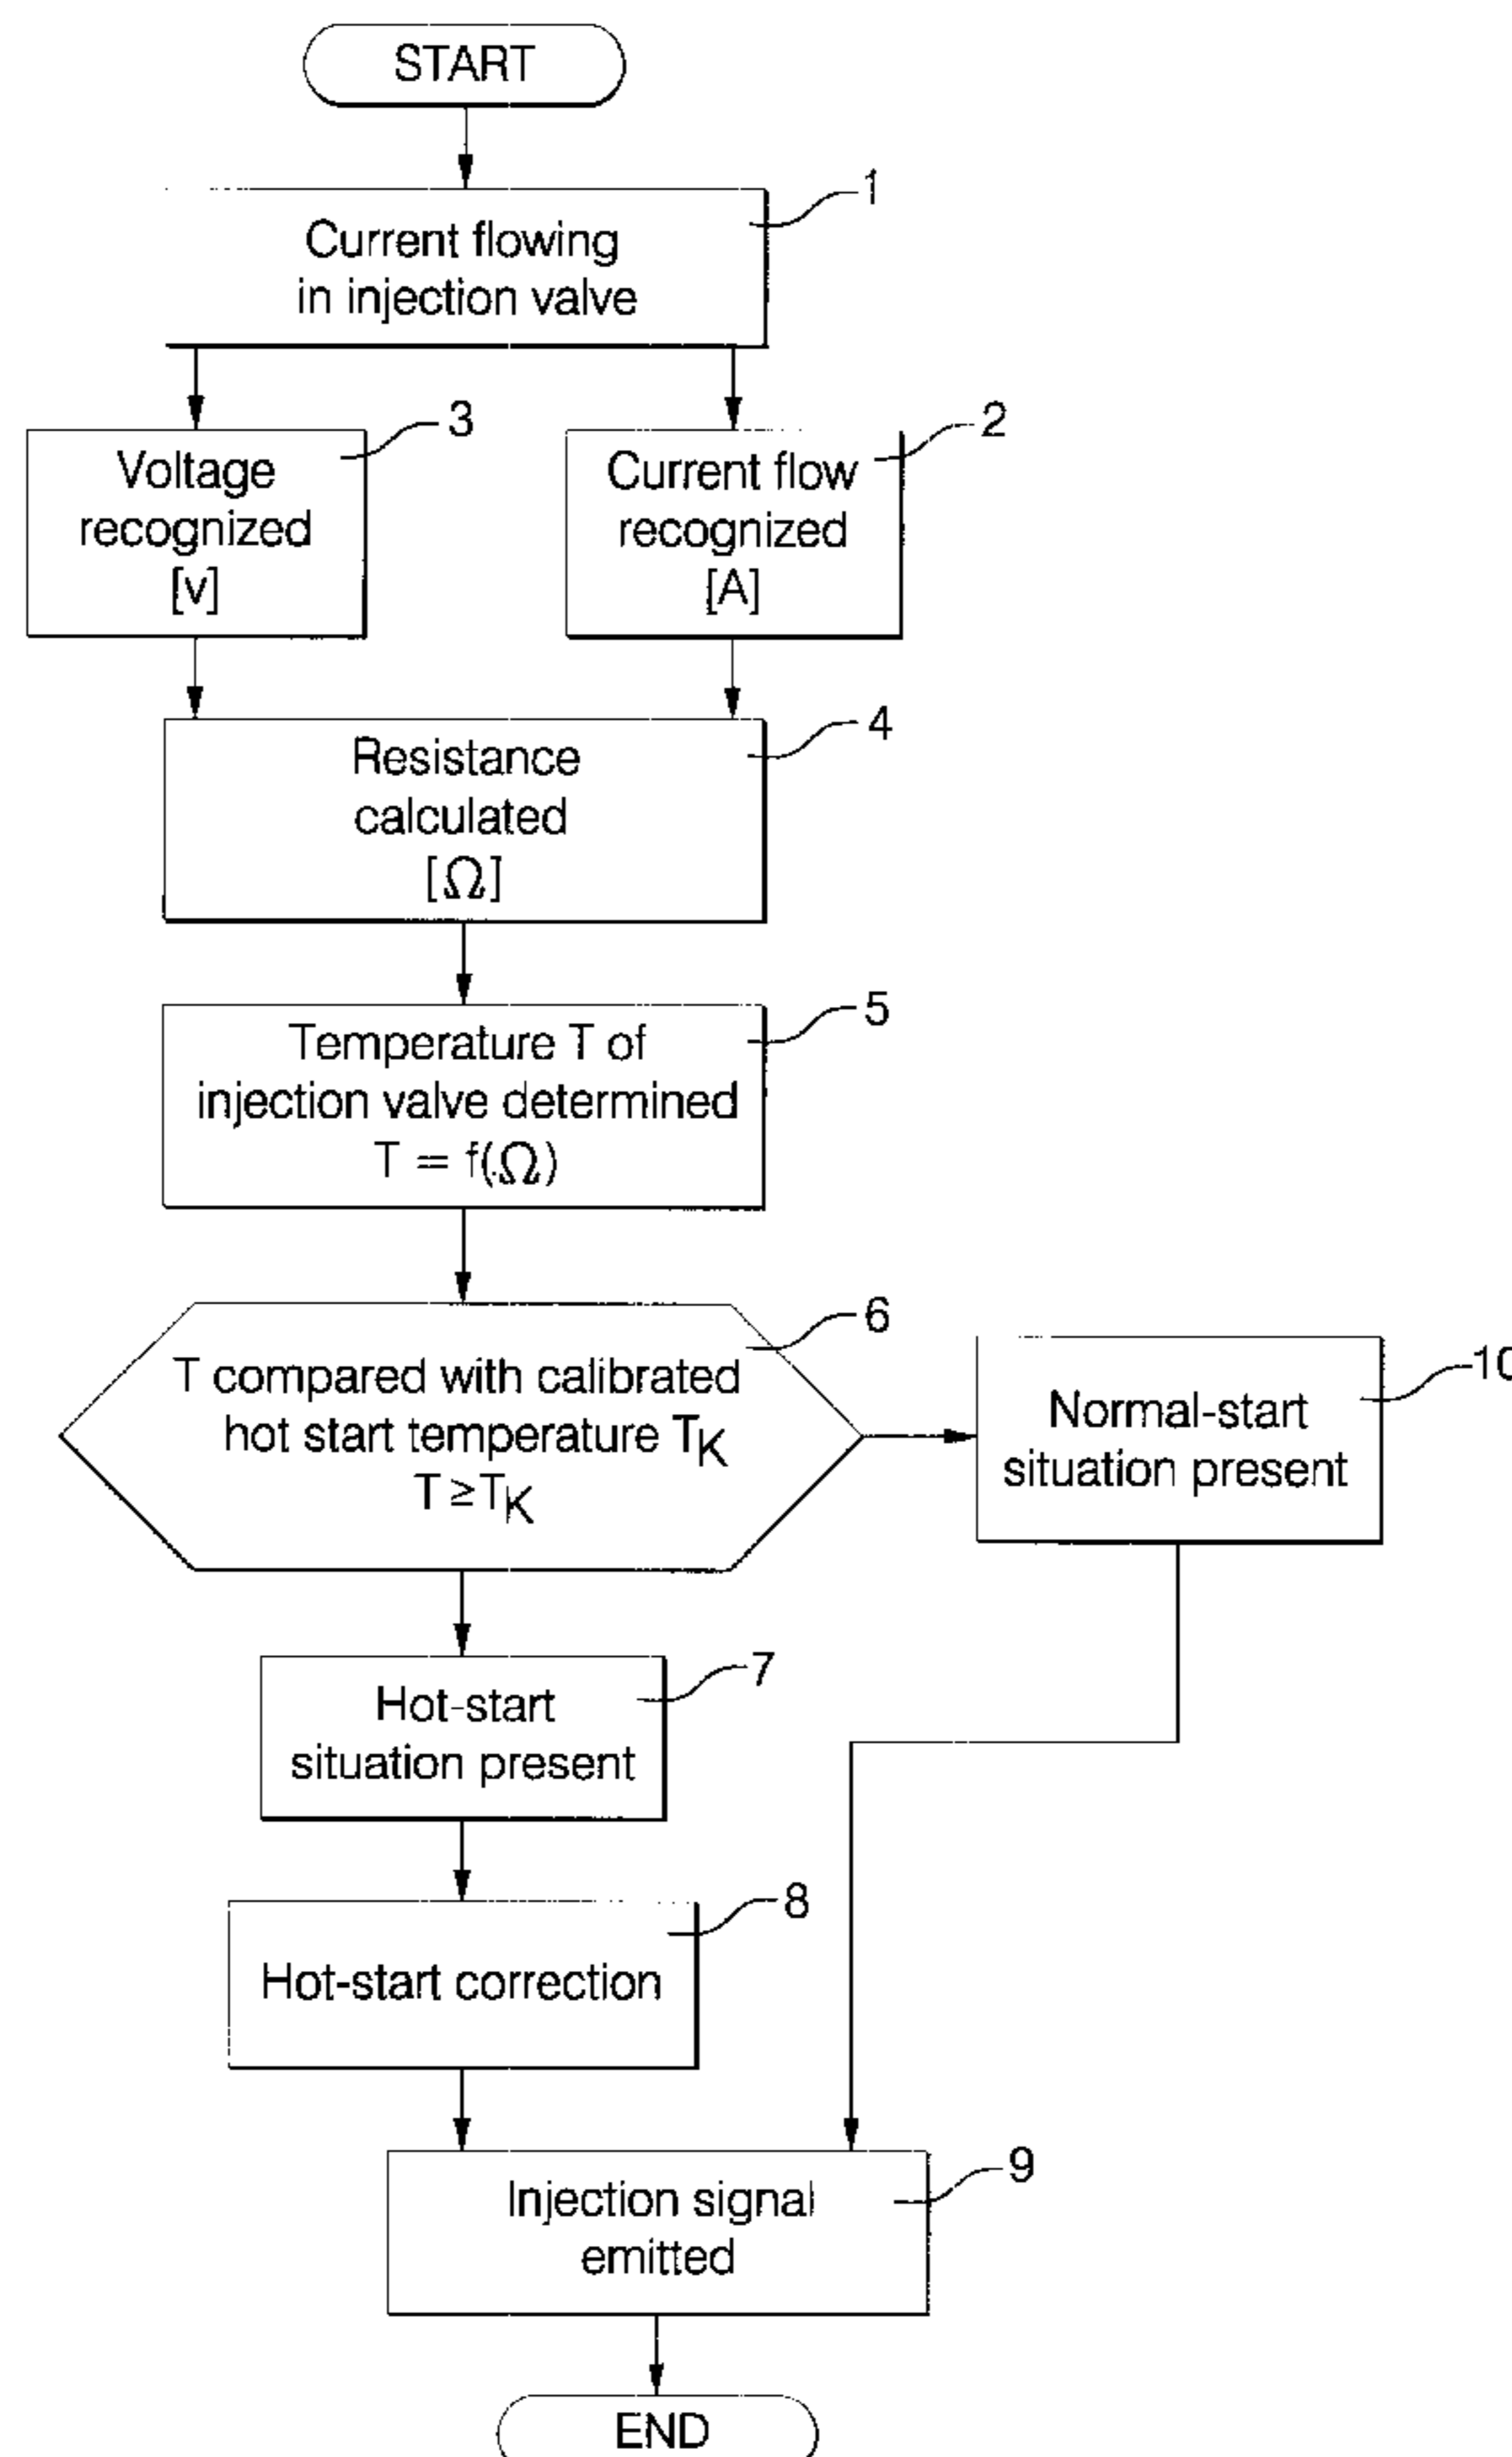 START
1
Current flowing
in injection valve
3
Voltage
recognized
[v]
2
Current flow
recognized
[A]
4
Resistance
calculated
[Ω]
5
Temperature T of
injection valve determined
T = f(Ω)
6
T compared with calibrated
hot start temperature TK
T ≥ TK
10
Normal-start
situation present
7
Hot-start
situation present
8
Hot-start correction
9
Injection signal
emitted
END